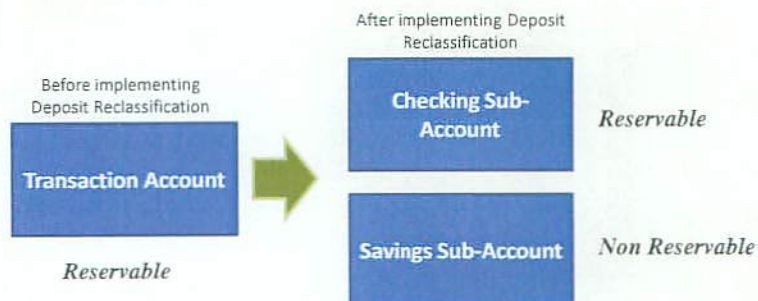 Before implementing
Deposit Reclassification
Transaction Account
Reservable
After implementing Deposit
Reclassification
Checking Sub-
Account
Reservable
Savings Sub-Account
Non Reservable